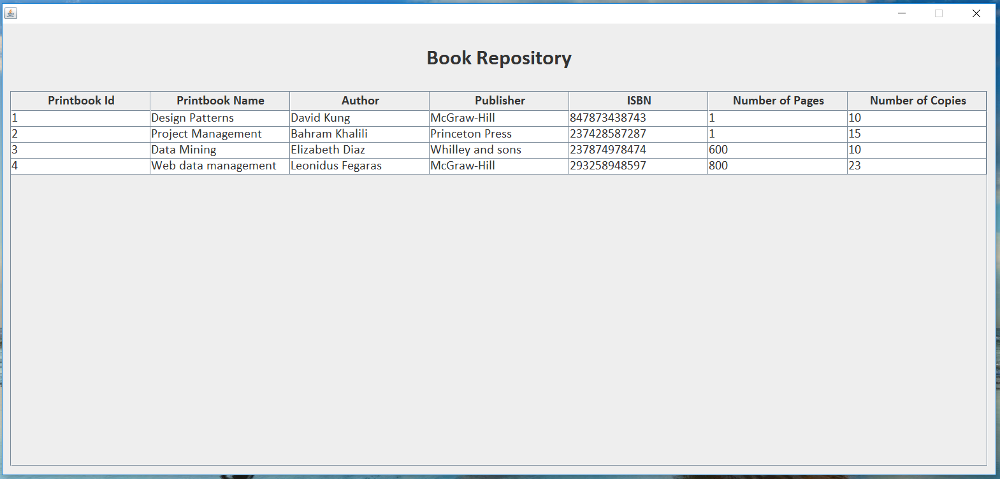 Book Repository
Printbook Id Printbook Name Author Publisher ISBN Number of Pages Number of Copies
1 Design Patterns David Kung McGraw-Hill 847873438743 1 10
2 Project Management Bahram Khalili Princeton Press 237428587287 1 15
3 Data Mining Elizabeth Diaz Whilley and sons 237874978474 600 10
4 Web data management Leonidus Fegaras McGraw-Hill 293258948597 800 23